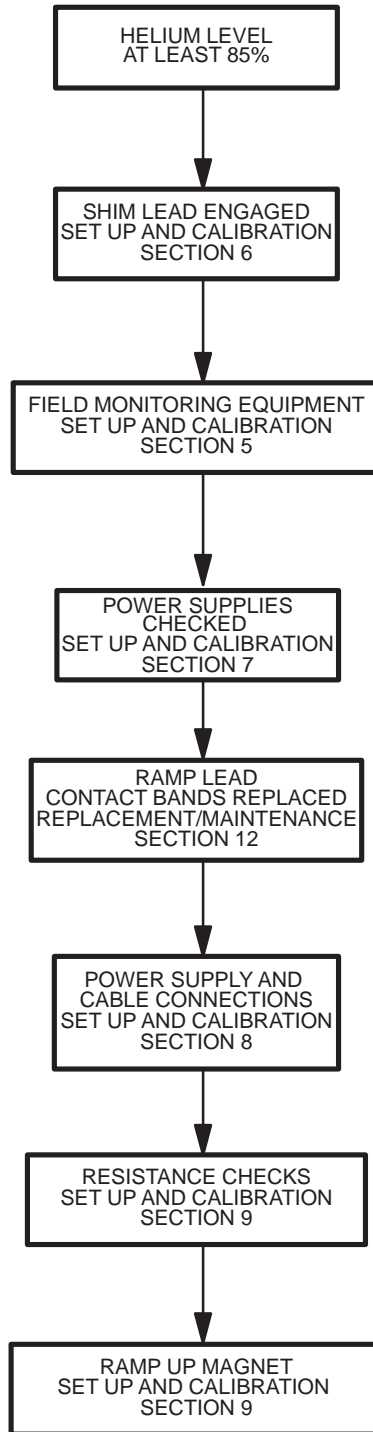 HELIUM LEVEL
AT LEAST 85%
SHIM LEAD ENGAGED
SET UP AND CALIBRATION
SECTION 6
FIELD MONITORING EQUIPMENT
SET UP AND CALIBRATION
SECTION 5
POWER SUPPLIES
CHECKED
SET UP AND CALIBRATION
SECTION 7
RAMP LEAD
CONTACT BANDS REPLACED
REPLACEMENT/MAINTENANCE
SECTION 12
POWER SUPPLY AND
CABLE CONNECTIONS
SET UP AND CALIBRATION
SECTION 8
RESISTANCE CHECKS
SET UP AND CALIBRATION
SECTION 9
RAMP UP MAGNET
SET UP AND CALIBRATION
SECTION 9